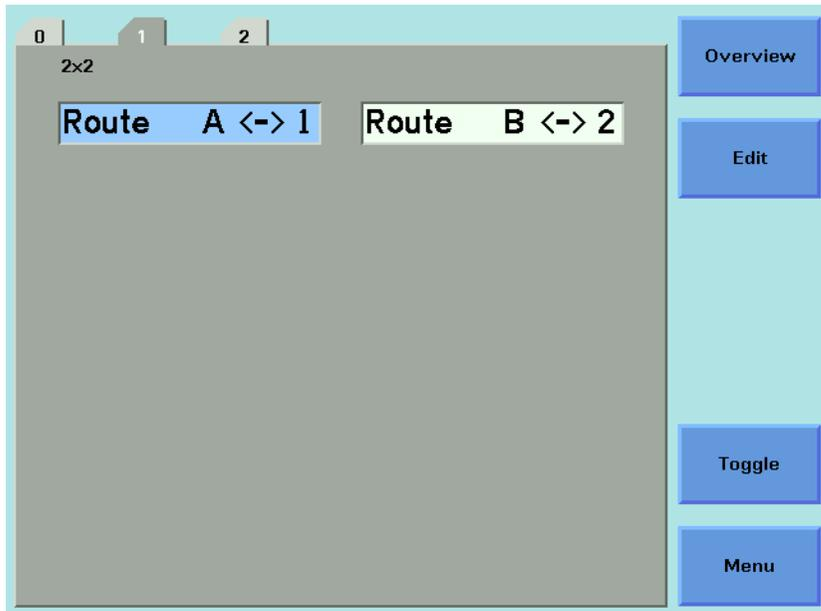 0 1 2
2x2
Route A <-> 1 Route B <-> 2
Overview
Edit
Toggle
Menu